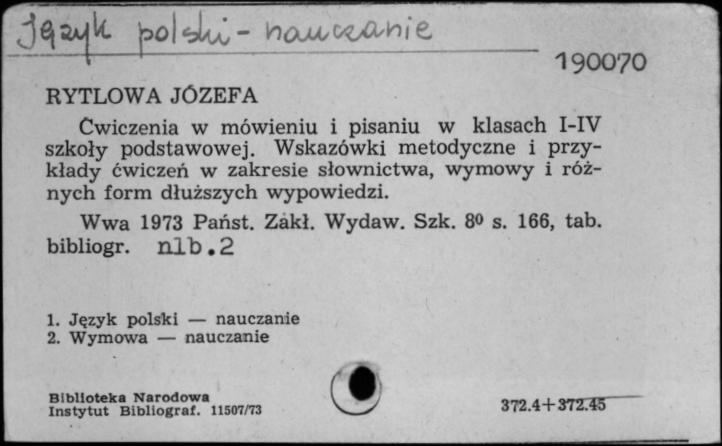 Język polski - nauczanie
190070
RYTLOWA JÓZEFA
Ćwiczenia w mówieniu i pisaniu w klasach I-IV
szkoły podstawowej. Wskazówki metodyczne i przy-
kłady ćwiczeń w zakresie słownictwa, wymowy i róż-
nych form dłuższych wypowiedzi.
Wwa 1973 Państ. Zakł. Wydaw. Szk. 8⁰ s. 166, tab.
bibliogr. nlb.2
1. Język polski — nauczanie
2. Wymowa — nauczanie
Biblioteka Narodowa
Instytut Bibliograf. 11507/73
372.4+372.45